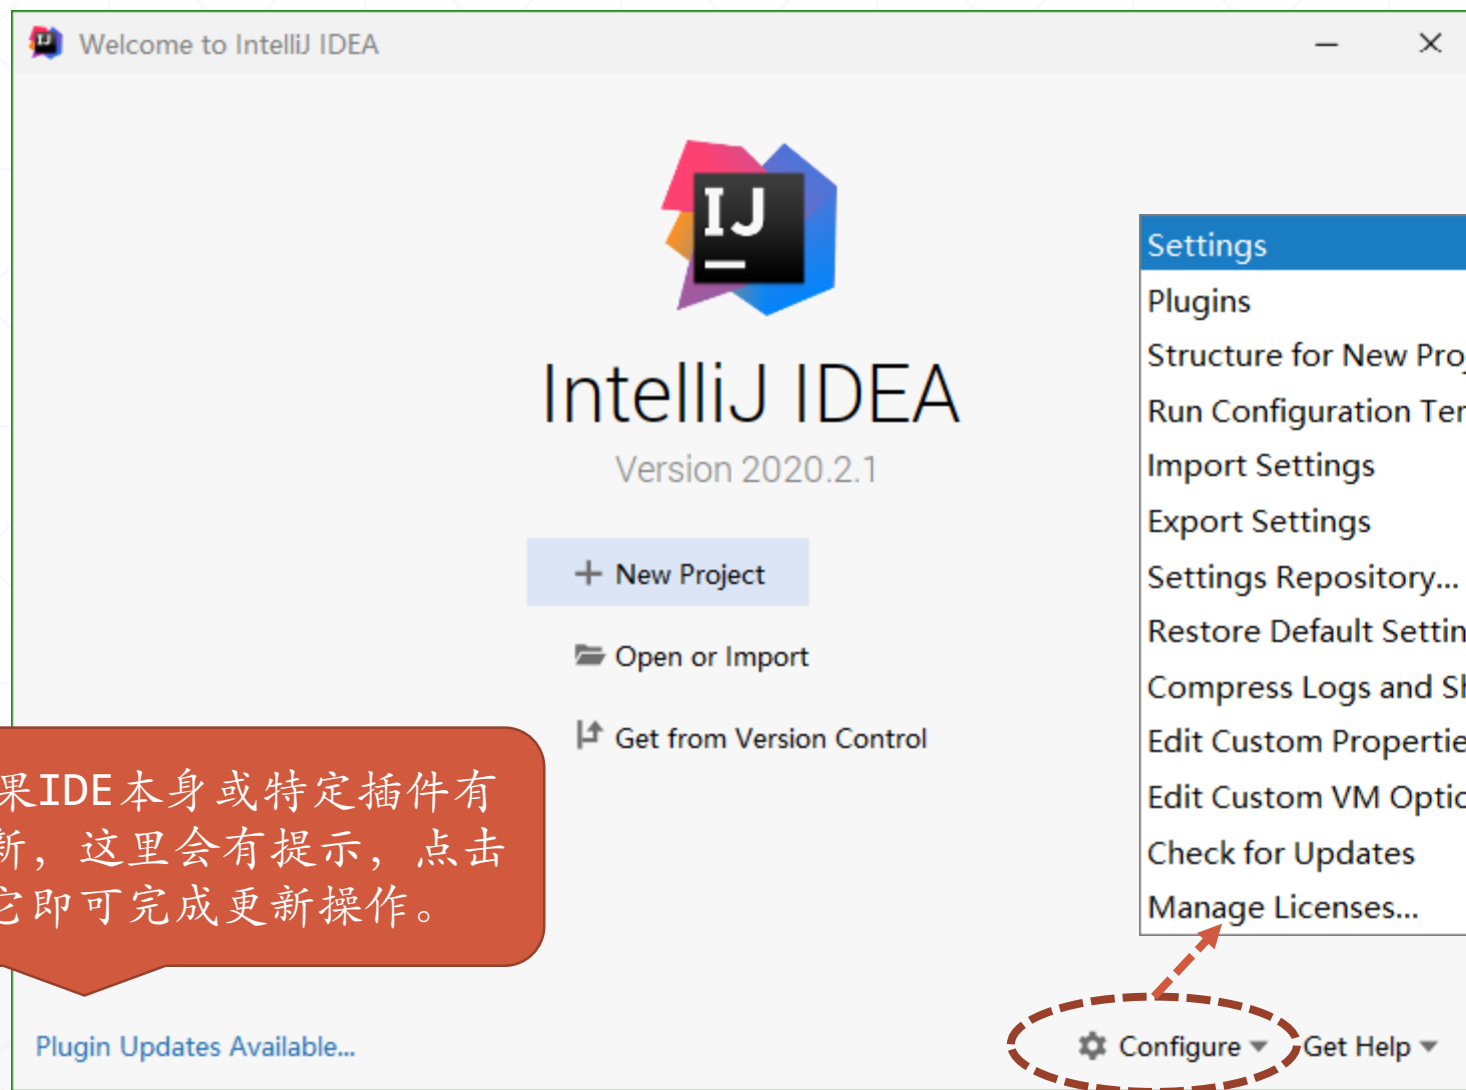 Welcome to IntelliJ IDEA
IJ
IntelliJ IDEA
Version 2020.2.1
New Project
Open or Import
Get from Version Control
Settings
Plugins
Structure for New Proj
Run Configuration Ter
Import Settings
Export Settings
Settings Repository...
Restore Default Settin
Compress Logs and Sh
Edit Custom Propertie
Edit Custom VM Optio
Check for Updates
Manage Licenses...
果IDE本身或特定插件有
新，这里会有提示，点击
它即可完成更新操作。
Plugin Updates Available...
Configure
Get Help